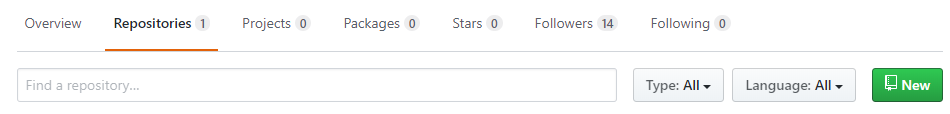 Overview Repositories 1 Projects 0 Packages 0 Stars 0 Followers 14 Following 0
Find a repository... Type: All Language: All New